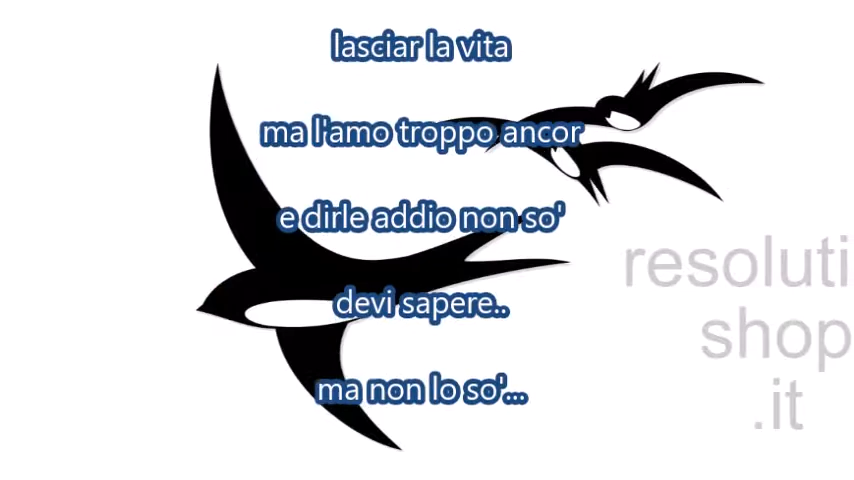 lasciar la vita
ma l'amo troppo ancor
e dirle addio non so'
devi sapere..
ma non lo so'...
resoluti
shop
.it